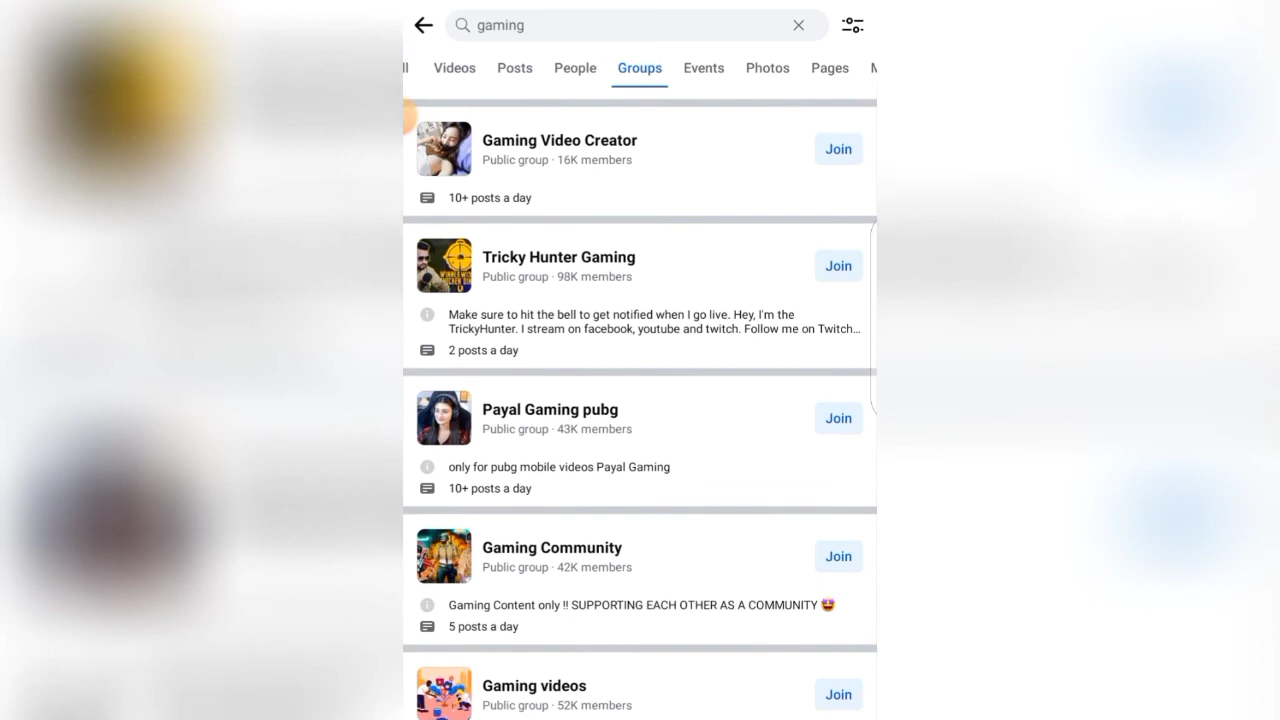 gaming
ll Videos Posts People Groups Events Photos Pages M
Gaming Video Creator
Public group · 16K members
Join
10+ posts a day
Tricky Hunter Gaming
Public group · 98K members
Join
Make sure to hit the bell to get notified when I go live. Hey, I'm the
TrickyHunter. I stream on facebook, youtube and twitch. Follow me on Twitch...
2 posts a day
Payal Gaming pubg
Public group · 43K members
Join
only for pubg mobile videos Payal Gaming
10+ posts a day
Gaming Community
Public group · 42K members
Join
Gaming Content only !! SUPPORTING EACH OTHER AS A COMMUNITY 🤩
5 posts a day
Gaming videos
Public group · 52K members
Join